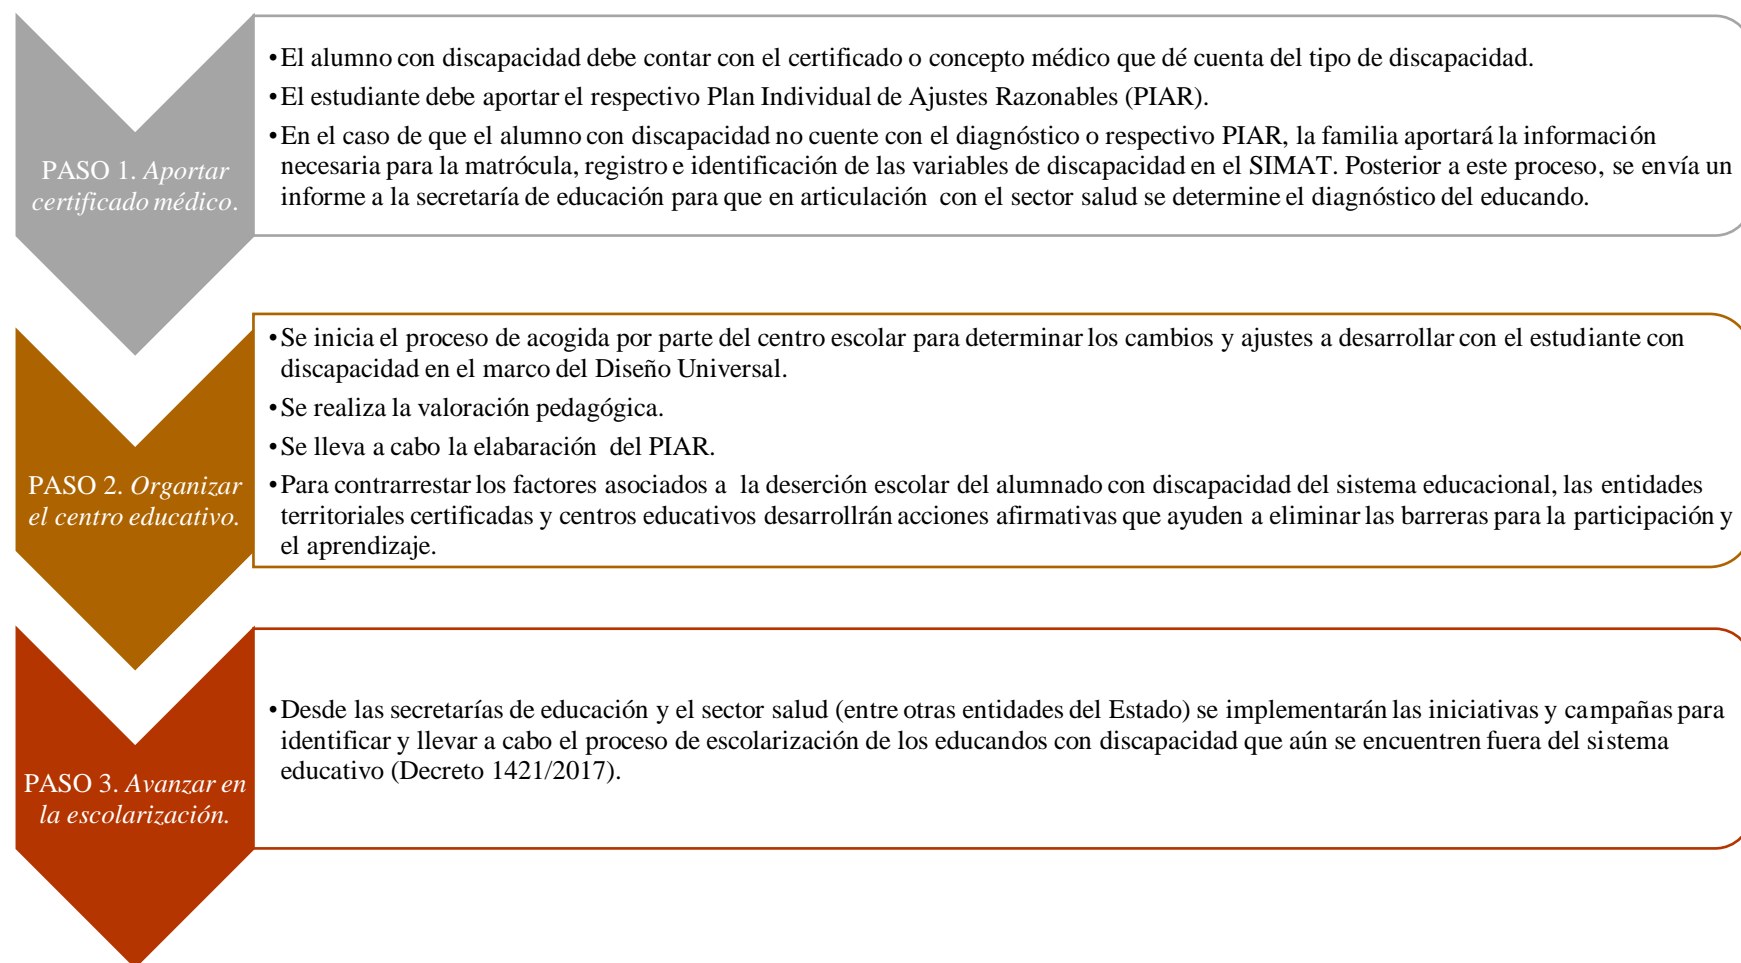 PASO 1. Aportar
certificado médico.
•El alumno con discapacidad debe contar con el certificado o concepto médico que dé cuenta del tipo de discapacidad.
•El estudiante debe aportar el respectivo Plan Individual de Ajustes Razonables (PIAR).
•En el caso de que el alumno con discapacidad no cuente con el diagnóstico o respectivo PIAR, la familia aportará la información
necesaria para la matrócula, registro e identificación de las variables de discapacidad en el SIMAT. Posterior a este proceso, se envía un
informe a la secretaría de educación para que en articulación con el sector salud se determine el diagnóstico del educando.
PASO 2. Organizar
el centro educativo.
•Se inicia el proceso de acogida por parte del centro escolar para determinar los cambios y ajustes a desarrollar con el estudiante con
discapacidad en el marco del Diseño Universal.
•Se realiza la valoración pedagógica.
•Se lleva a cabo la elabaración del PIAR.
•Para contrarrestar los factores asociados a la deserción escolar del alumnado con discapacidad del sistema educacional, las entidades
territoriales certificadas y centros educativos desarrollrán acciones afirmativas que ayuden a eliminar las barreras para la participación y
el aprendizaje.
PASO 3. Avanzar en
la escolarización.
•Desde las secretarías de educación y el sector salud (entre otras entidades del Estado) se implementarán las iniciativas y campañas para
identificar y llevar a cabo el proceso de escolarización de los educandos con discapacidad que aún se encuentren fuera del sistema
educativo (Decreto 1421/2017).